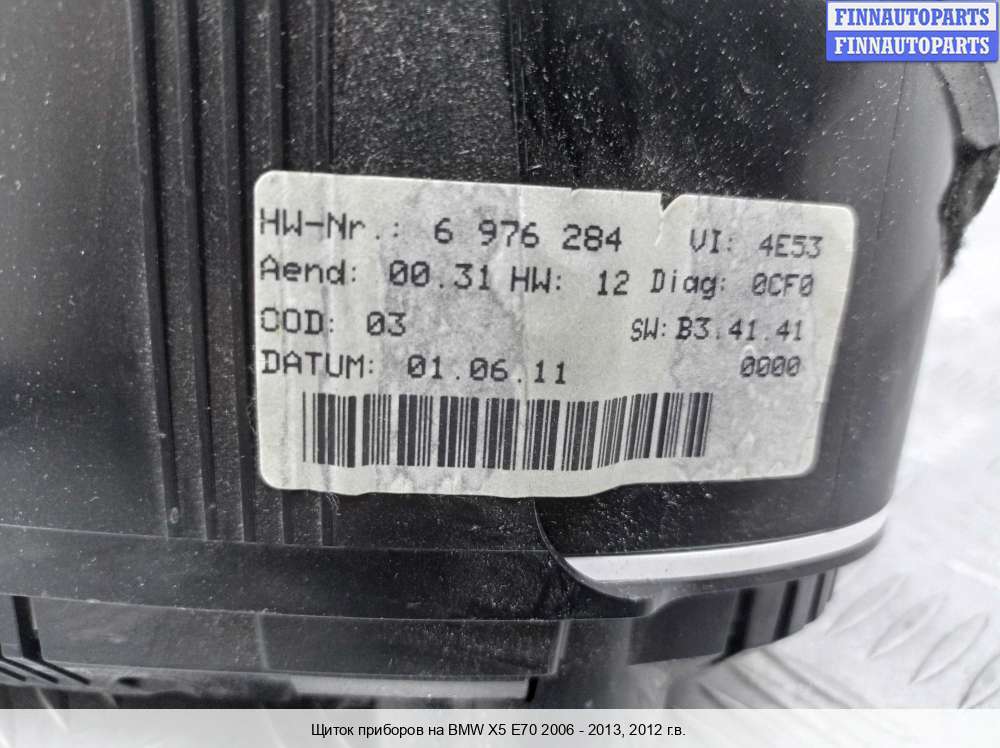 FINNAUTOPARTS
FINNAUTOPARTS
HW-Nr.: 6 976 284 VI: 4E53
Aend: 00.31 HW: 12 Diag: 0CF0
COD: 03 SW: B3.41.41
DATUM: 01.06.11 0000
Щиток приборов на BMW X5 E70 2006 - 2013, 2012 г.в.